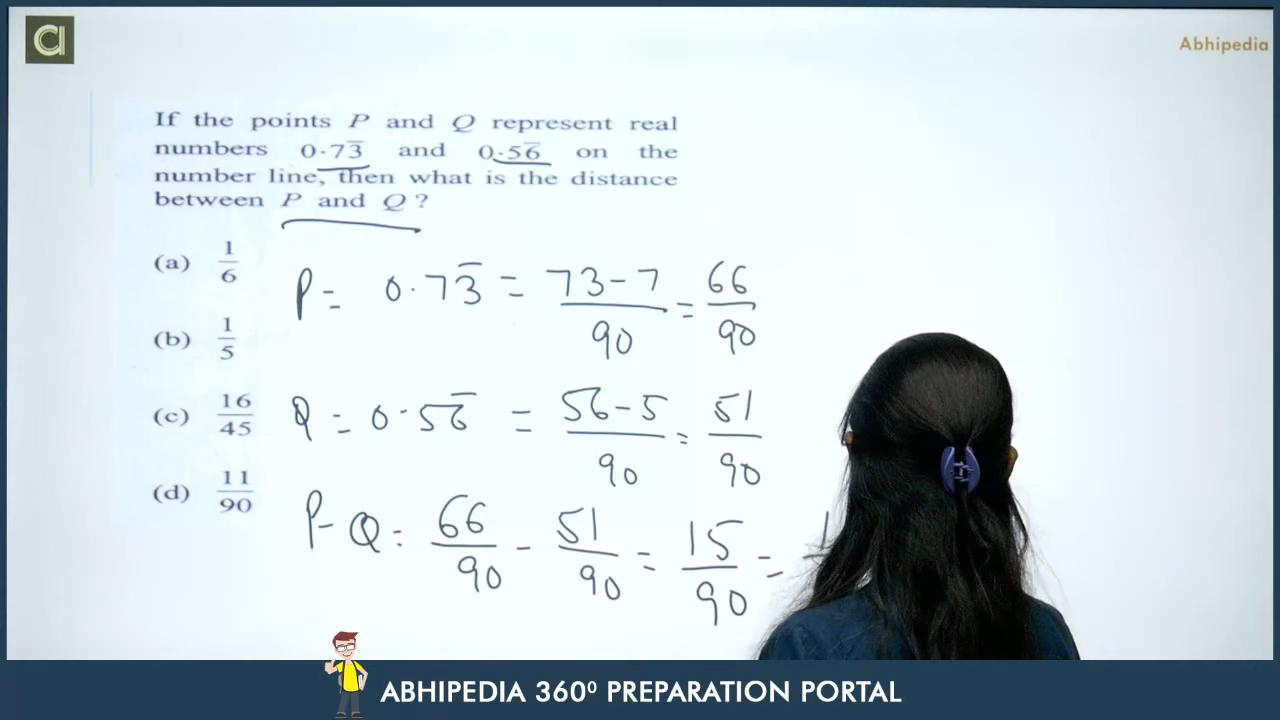 Abhipedia
If the points P and Q represent real
numbers 0·73̅ and 0·56̅ on the
number line, then what is the distance
between P and Q ?
(a) 1/6
(b) 1/5
(c) 16/45
(d) 11/90
P = 0.73̅ = 73-7/90 = 66/90
Q = 0.56̅ = 56-5/90 = 51/90
P-Q = 66/90 - 51/90 = 15/90 =
ABHIPEDIA 360⁰ PREPARATION PORTAL